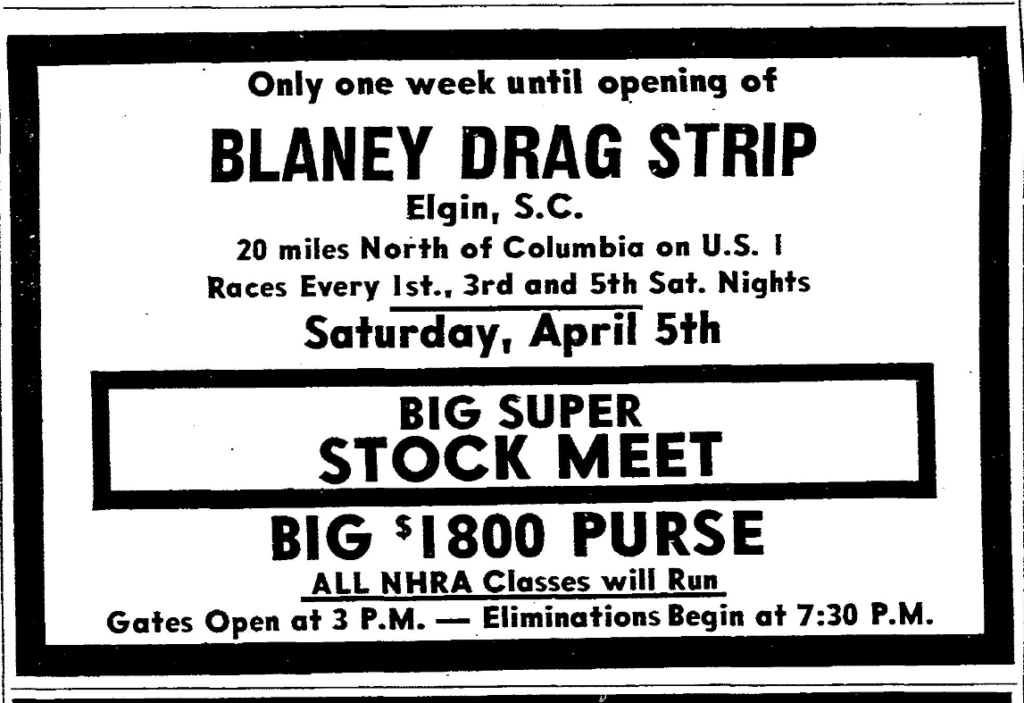 Only one week until opening of
BLANEY DRAG STRIP
Elgin, S.C.
20 miles North of Columbia on U.S. 1
Races Every 1st., 3rd and 5th Sat. Nights
Saturday, April 5th
BIG SUPER
STOCK MEET
BIG $1800 PURSE
ALL NHRA Classes will Run
Gates Open at 3 P.M. — Eliminations Begin at 7:30 P.M.